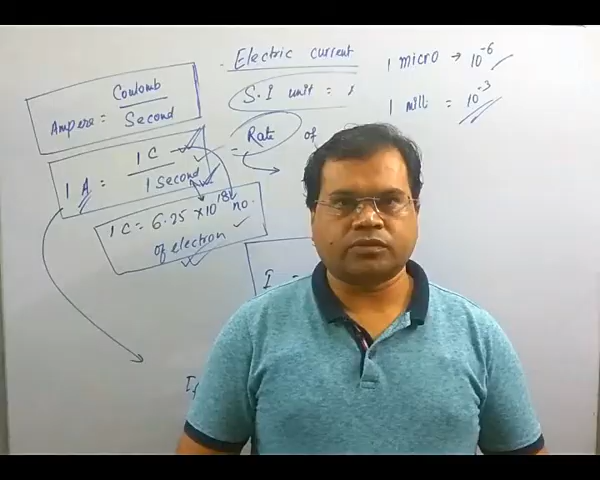 Electric current
S.I unit =
= Rate of
1 micro → 10⁻⁶
1 milli = 10⁻³
Ampere = Coulomb / Second
1 A = 1 C / 1 Second
1 C = 6.25 × 10¹⁸ no.
of electron
I =